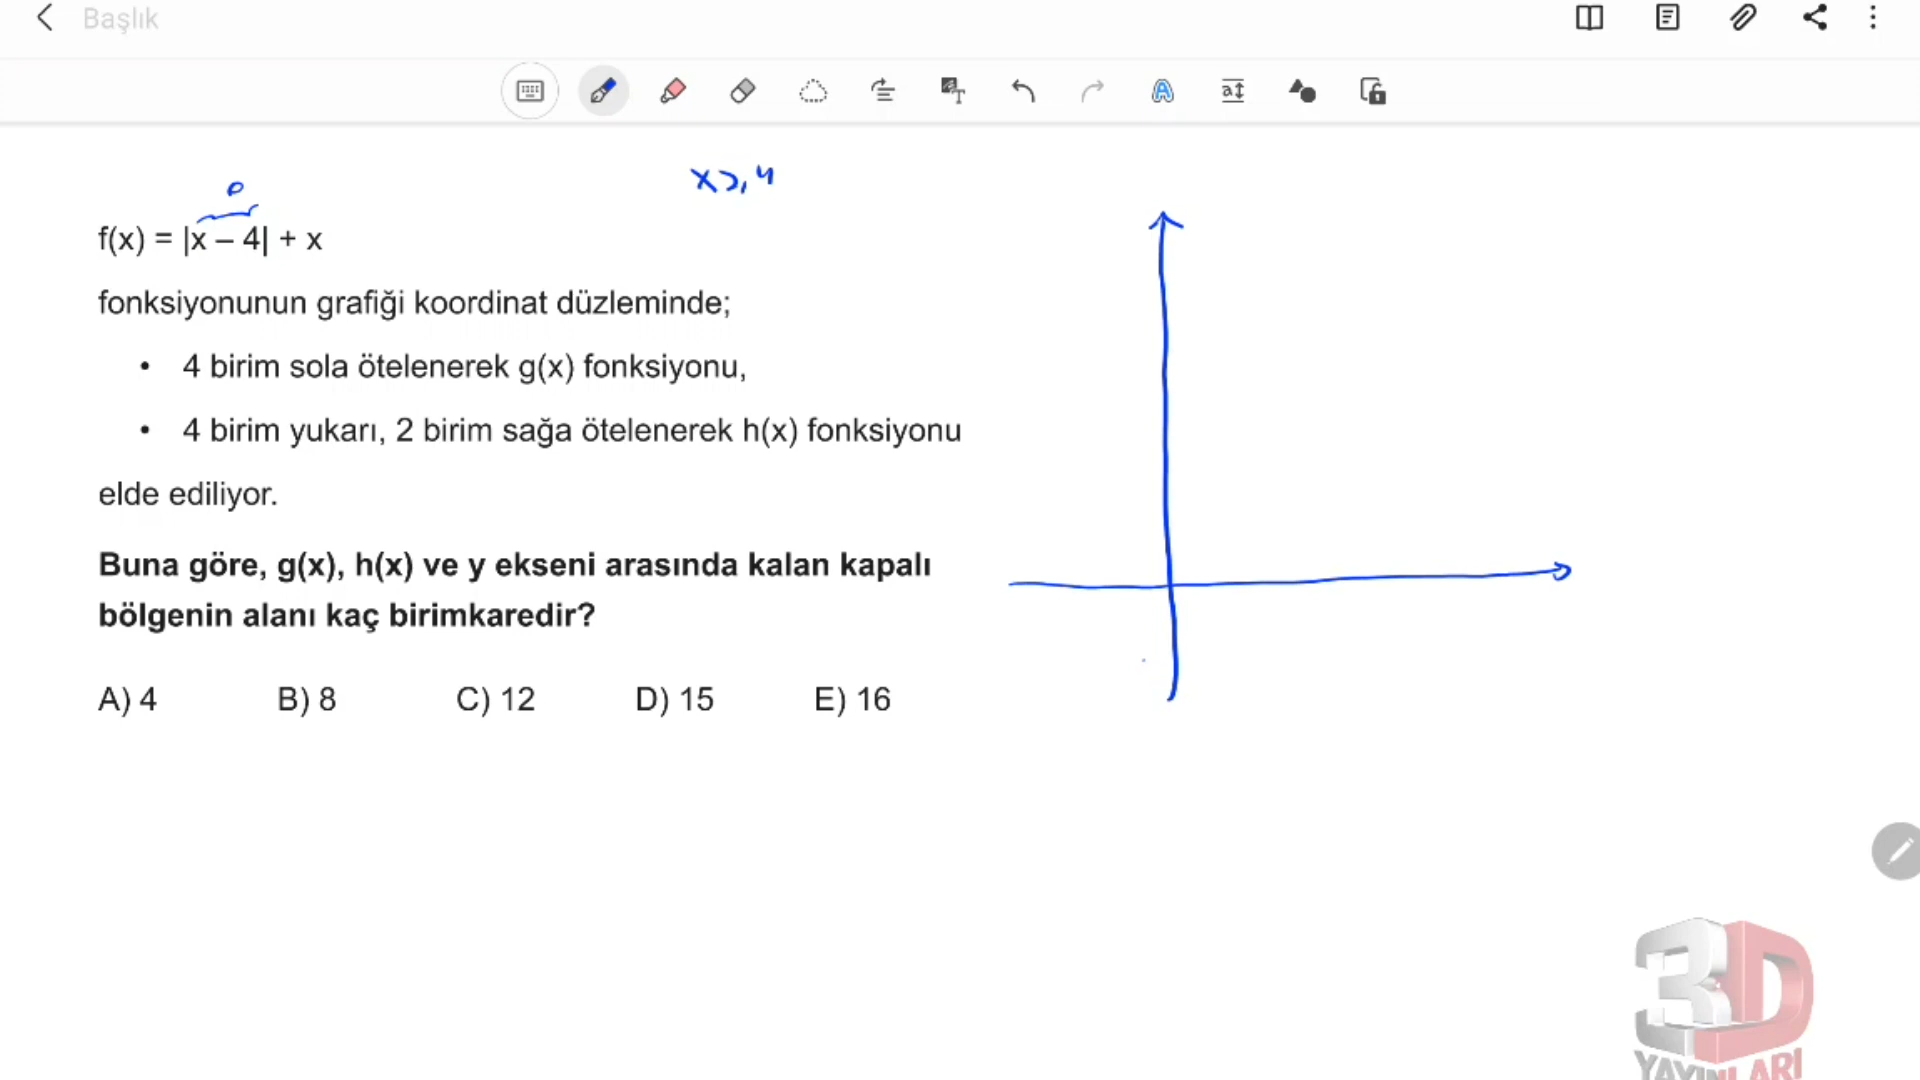 Başlık
x ≥ 4
0
f(x) = |x – 4| + x
fonksiyonunun grafiği koordinat düzleminde;
• 4 birim sola ötelenerek g(x) fonksiyonu,
• 4 birim yukarı, 2 birim sağa ötelenerek h(x) fonksiyonu
elde ediliyor.
Buna göre, g(x), h(x) ve y ekseni arasında kalan kapalı
bölgenin alanı kaç birimkaredir?
A) 4 B) 8 C) 12 D) 15 E) 16
3D
YAYINLARI